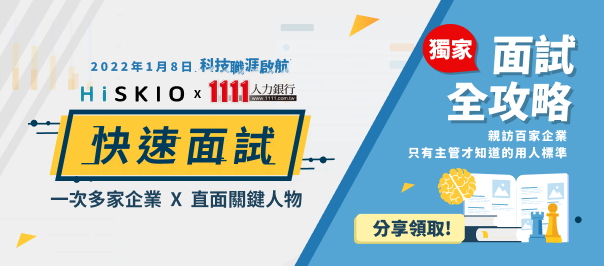 2022年1月8日 科技職涯啟航
HiSKIO x 1111人力銀行
www.1111.com.tw
快速面試
一次多家企業 X 直面關鍵人物
獨家
面試
全攻略
親訪百家企業
只有主管才知道的用人標準
分享領取!